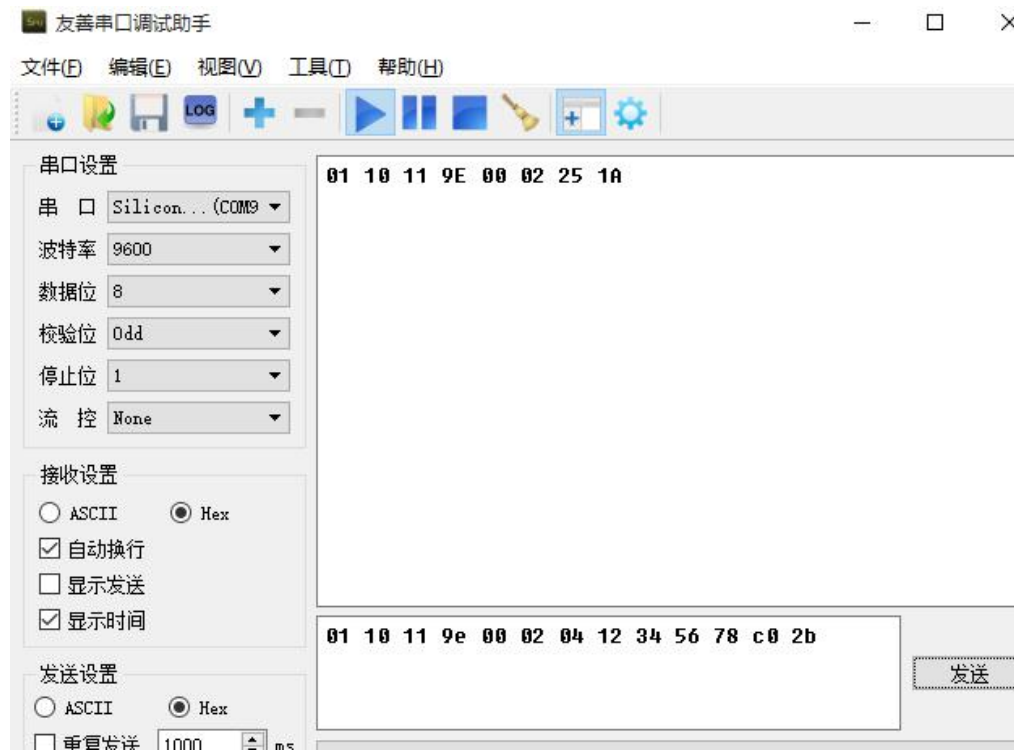 友善串口调试助手
文件(F) 编辑(E) 视图(V) 工具(T) 帮助(H)
LOG
串口设置
串 口 Silicon...(COM9
波特率 9600
数据位 8
校验位 Odd
停止位 1
流 控 None
接收设置
ASCII Hex
自动换行
显示发送
显示时间
发送设置
ASCII Hex
重复发送 1000 ms
01 10 11 9E 00 02 25 1A
01 10 11 9e 00 02 04 12 34 56 78 c0 2b
发送